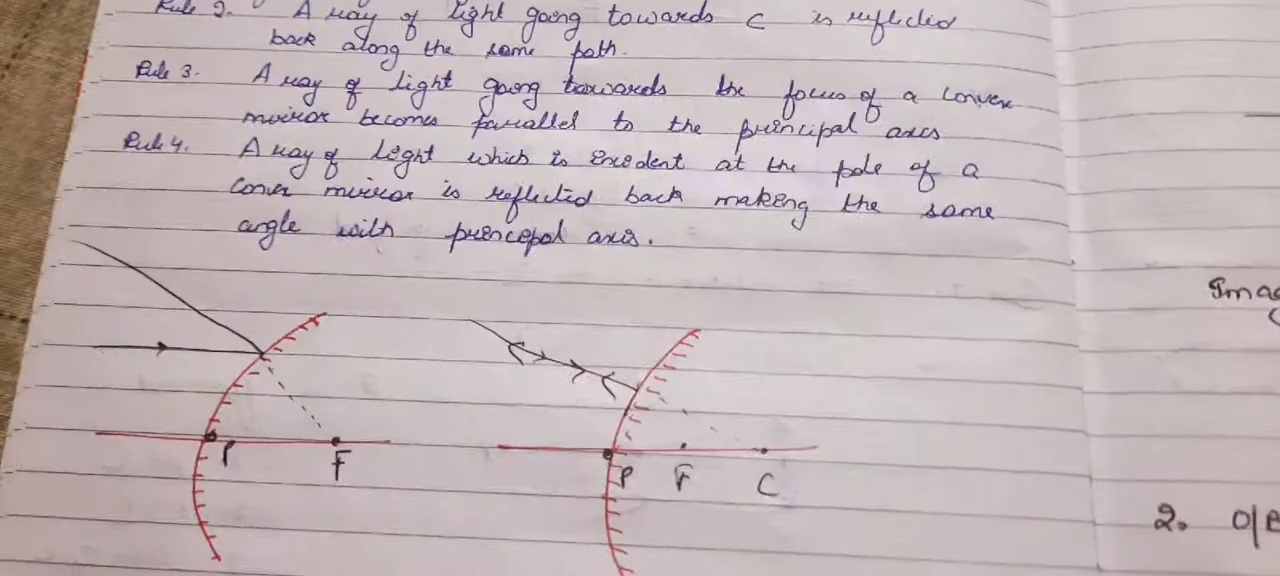 Rule 2. A ray of light going towards C is reflected
back along the same path.
Rule 3. A ray of light going towards the focus of a convex
mirror becomes parallel to the principal axis
Rule 4. A ray of light which is incedent at the pole of a
convex mirror is reflected back making the same
angle with princepal axis.
P F
P F C
2.